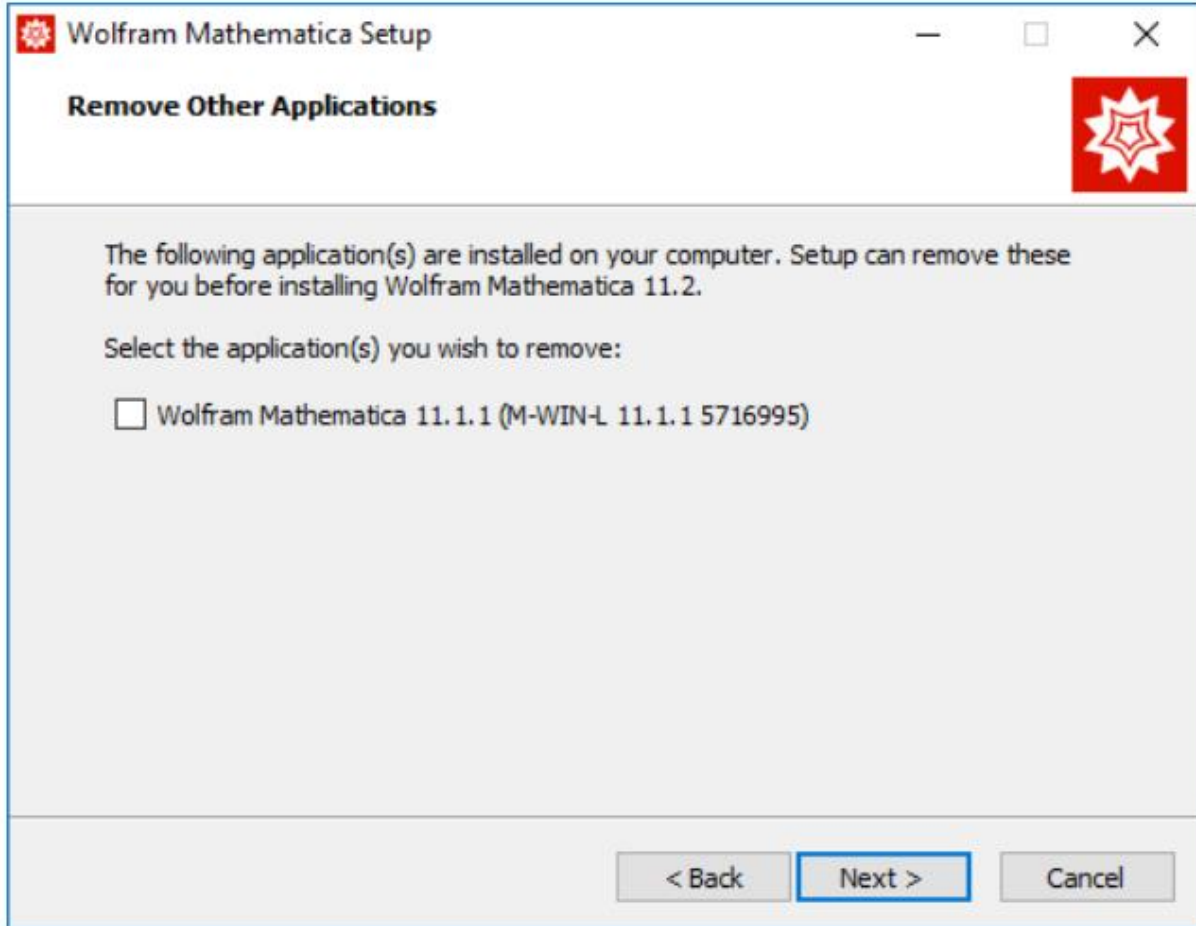 Wolfram Mathematica Setup
Remove Other Applications
The following application(s) are installed on your computer. Setup can remove these
for you before installing Wolfram Mathematica 11.2.
Select the application(s) you wish to remove:
Wolfram Mathematica 11.1.1 (M-WIN-L 11.1.1 5716995)
< Back Next > Cancel